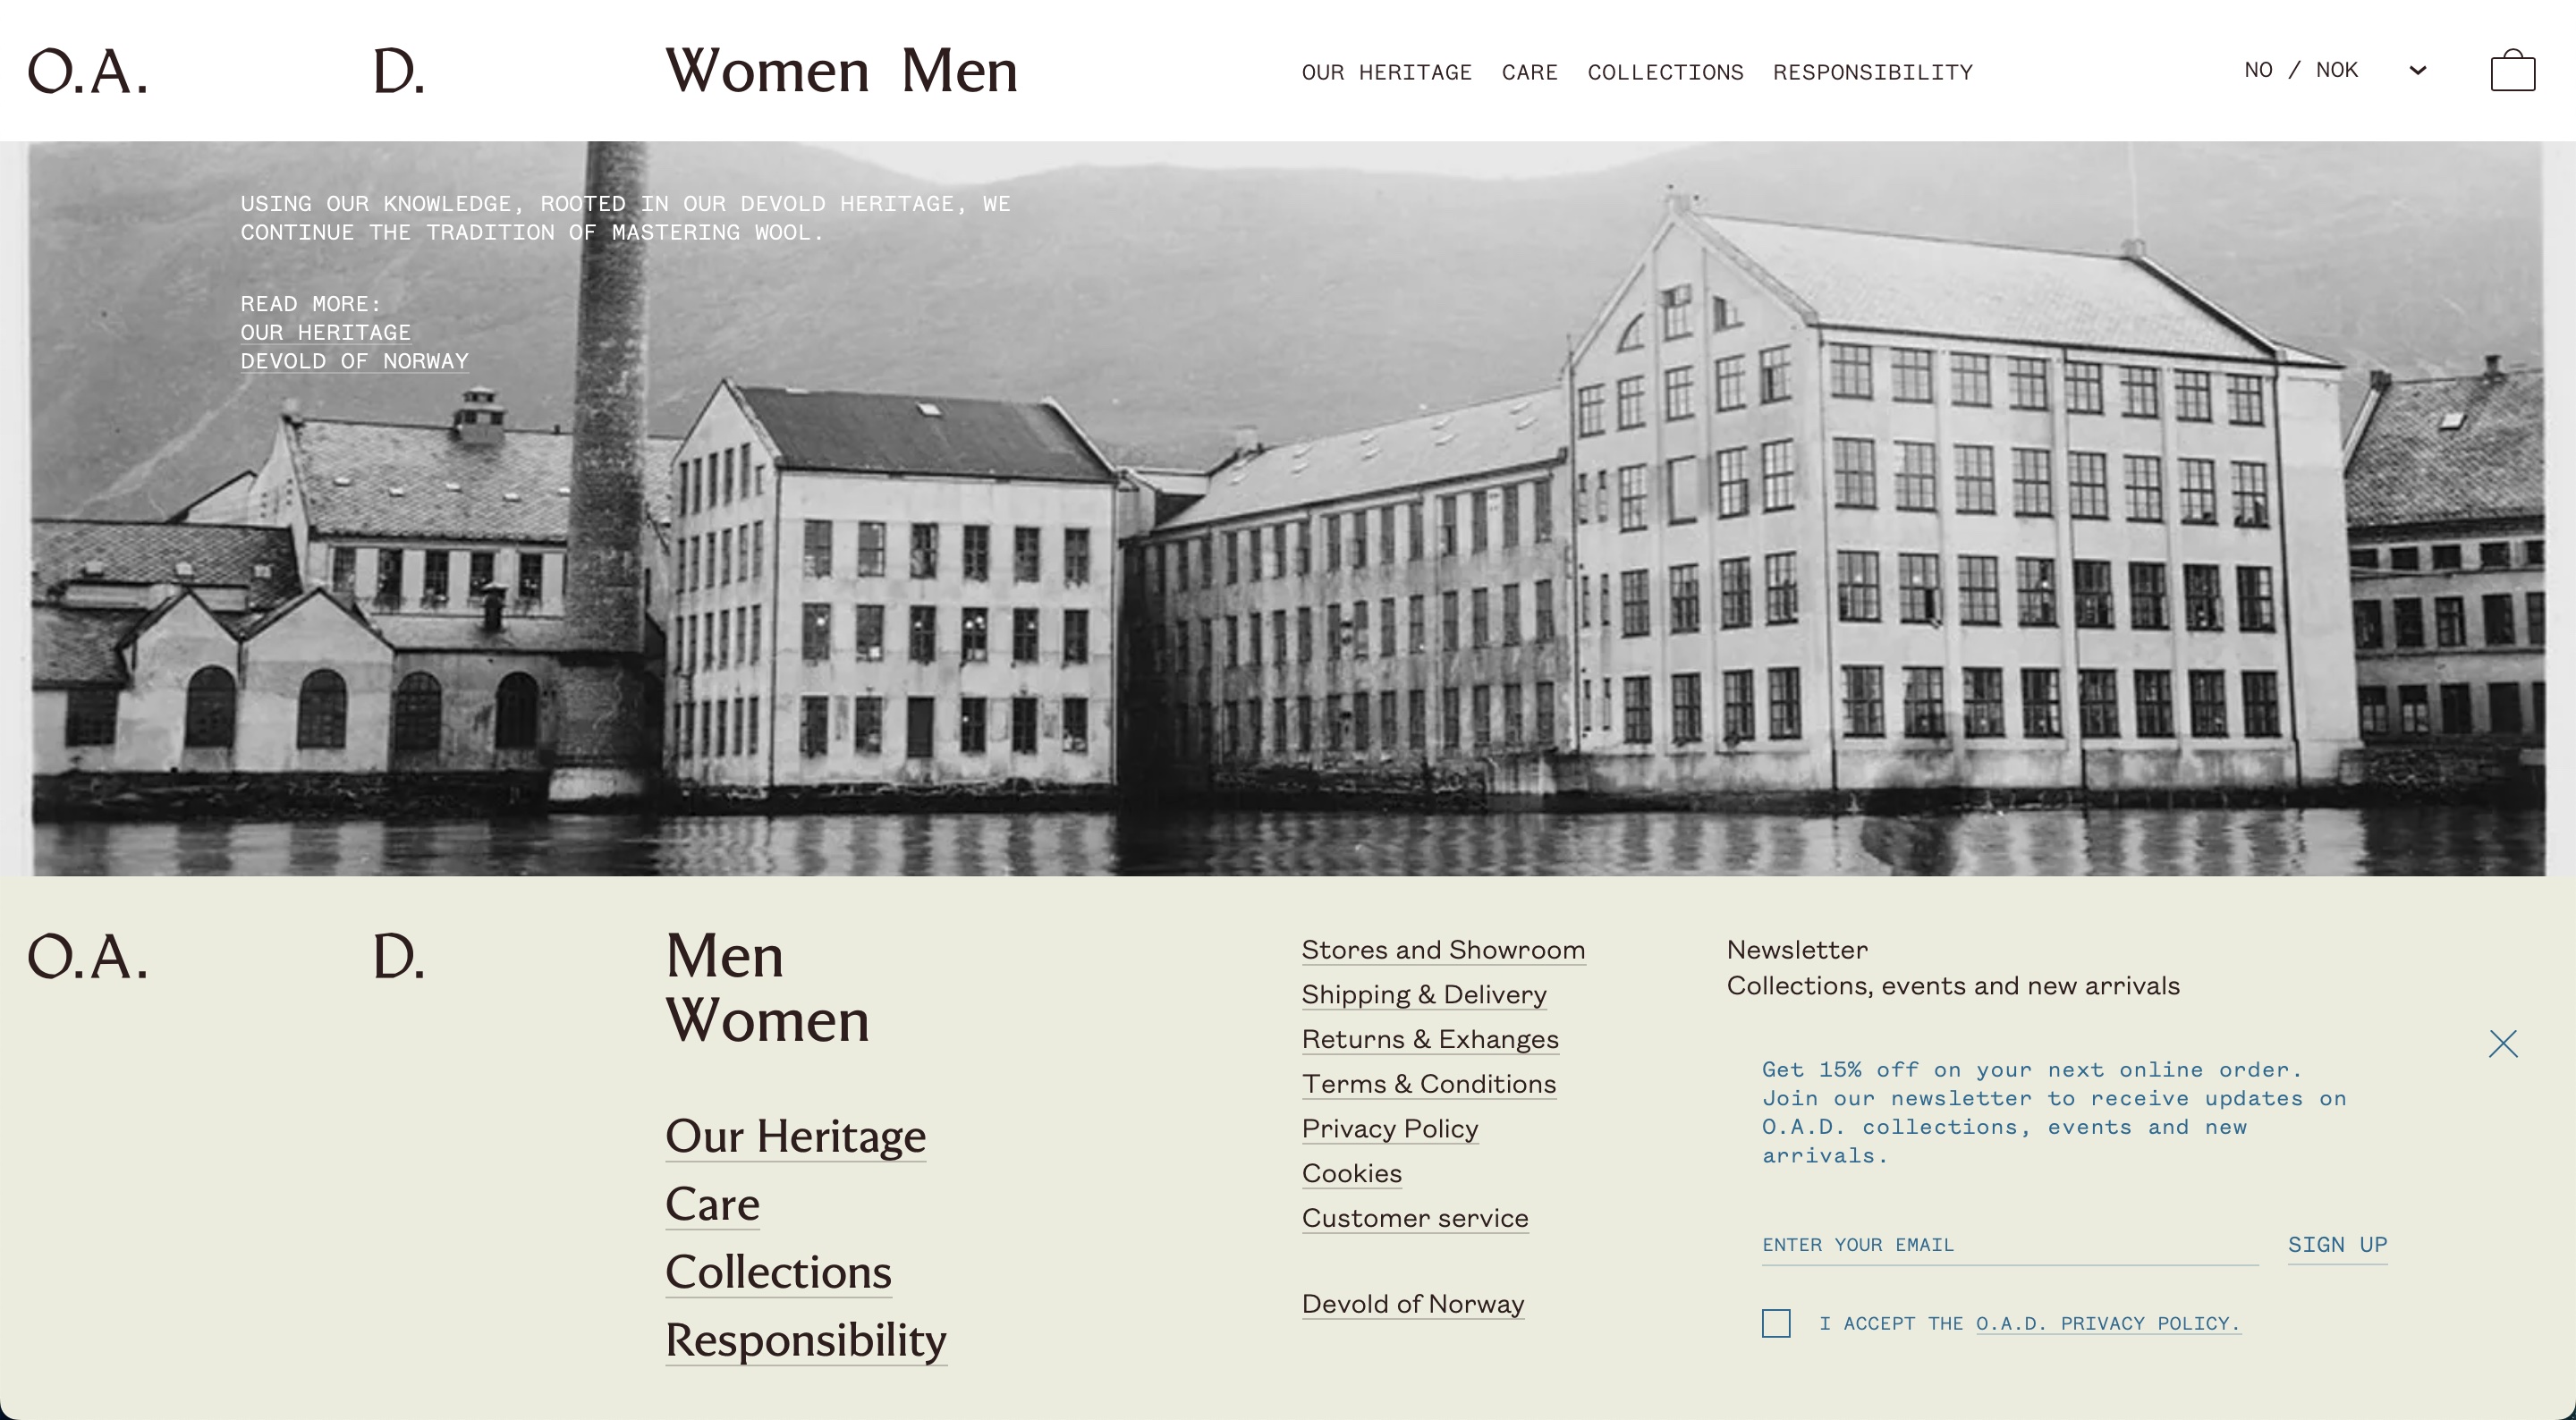 O.A. D. Women Men OUR HERITAGE CARE COLLECTIONS RESPONSIBILITY NO / NOK
USING OUR KNOWLEDGE, ROOTED IN OUR DEVOLD HERITAGE, WE
CONTINUE THE TRADITION OF MASTERING WOOL.
READ MORE:
OUR HERITAGE
DEVOLD OF NORWAY
O.A. D.
Men
Women
Our Heritage
Care
Collections
Responsibility
Stores and Showroom
Shipping & Delivery
Returns & Exhanges
Terms & Conditions
Privacy Policy
Cookies
Customer service
Devold of Norway
Newsletter
Collections, events and new arrivals
Get 15% off on your next online order.
Join our newsletter to receive updates on
O.A.D. collections, events and new
arrivals.
ENTER YOUR EMAIL SIGN UP
I ACCEPT THE O.A.D. PRIVACY POLICY.